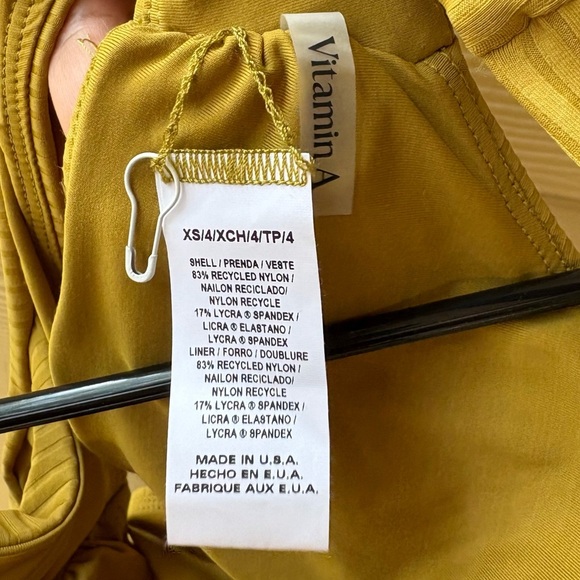 Vitamin A
XS/4/XCH/4/TP/4
SHELL / PRENDA / VESTE
83% RECYCLED NYLON /
NAILON RECICLADO/
NYLON RECYCLE
17% LYCRA ® SPANDEX /
LICRA ® ELASTANO /
LYCRA ® SPANDEX
LINER / FORRO / DOUBLURE
83% RECYCLED NYLON /
NAILON RECICLADO/
NYLON RECYCLE
17% LYCRA ® SPANDEX /
LICRA ® ELASTANO /
LYCRA ® SPANDEX
MADE IN U.S.A.
HECHO EN E.U.A.
FABRIQUE AUX E.U.A.